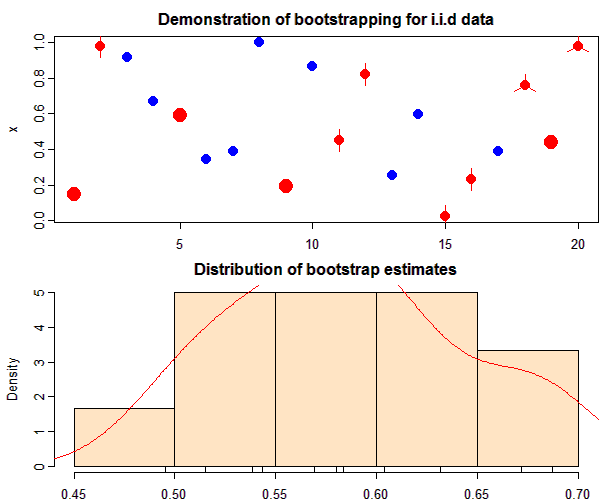 Demonstration of bootstrapping for i.i.d data
1.0
0.8
0.6
0.4
0.2
0.0
x
5 10 15 20
Distribution of bootstrap estimates
5
4
3
2
1
0
Density
0.45 0.50 0.55 0.60 0.65 0.70